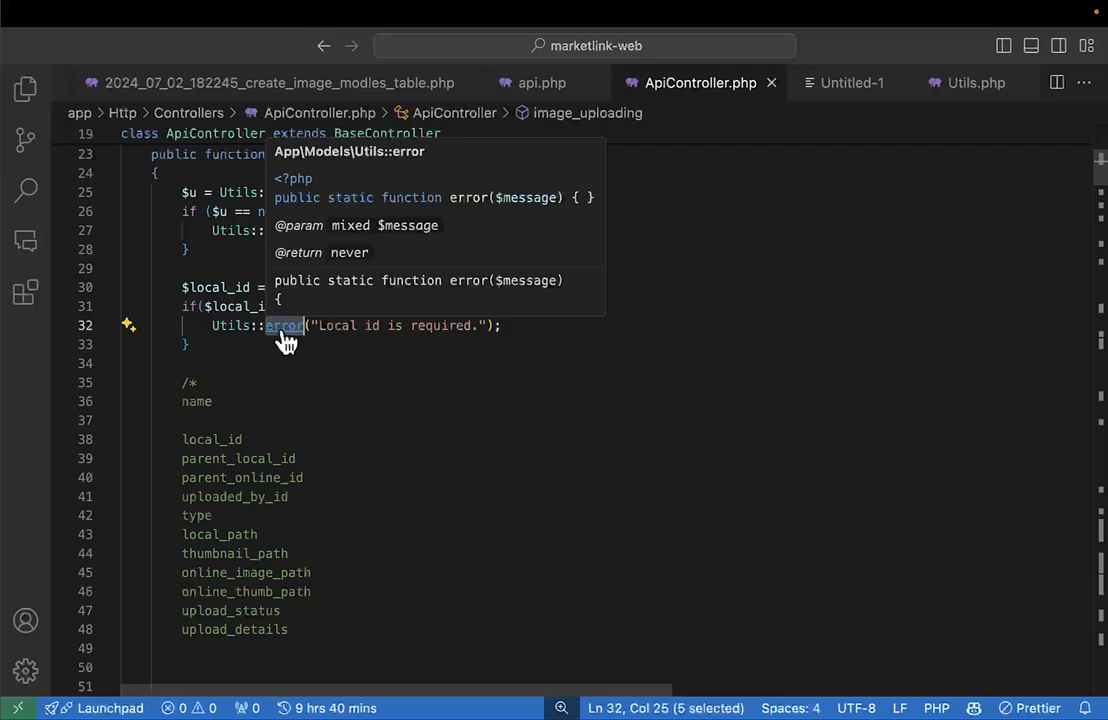 marketlink-web
2024_07_02_182245_create_image_modles_table.php
api.php
ApiController.php
Untitled-1
Utils.php
app > Http > Controllers > ApiController.php > ApiController > image_uploading
19 class ApiController extends BaseController
23 public function
24 {
25 $u = Utils:
26 if ($u == n
27 Utils::
28 }
29
30 $local_id =
31 if($local_i
32 Utils::error("Local id is required.");
33 }
34
35 /*
36 name
37
38 local_id
39 parent_local_id
40 parent_online_id
41 uploaded_by_id
42 type
43 local_path
44 thumbnail_path
45 online_image_path
46 online_thumb_path
47 upload_status
48 upload_details
49
50
51
App\Models\Utils::error
<?php
public static function error($message) { }
@param mixed $message
@return never
public static function error($message)
{
Launchpad
0
0
0
9 hrs 40 mins
Ln 32, Col 25 (5 selected)
Spaces: 4
UTF-8
LF
PHP
Prettier